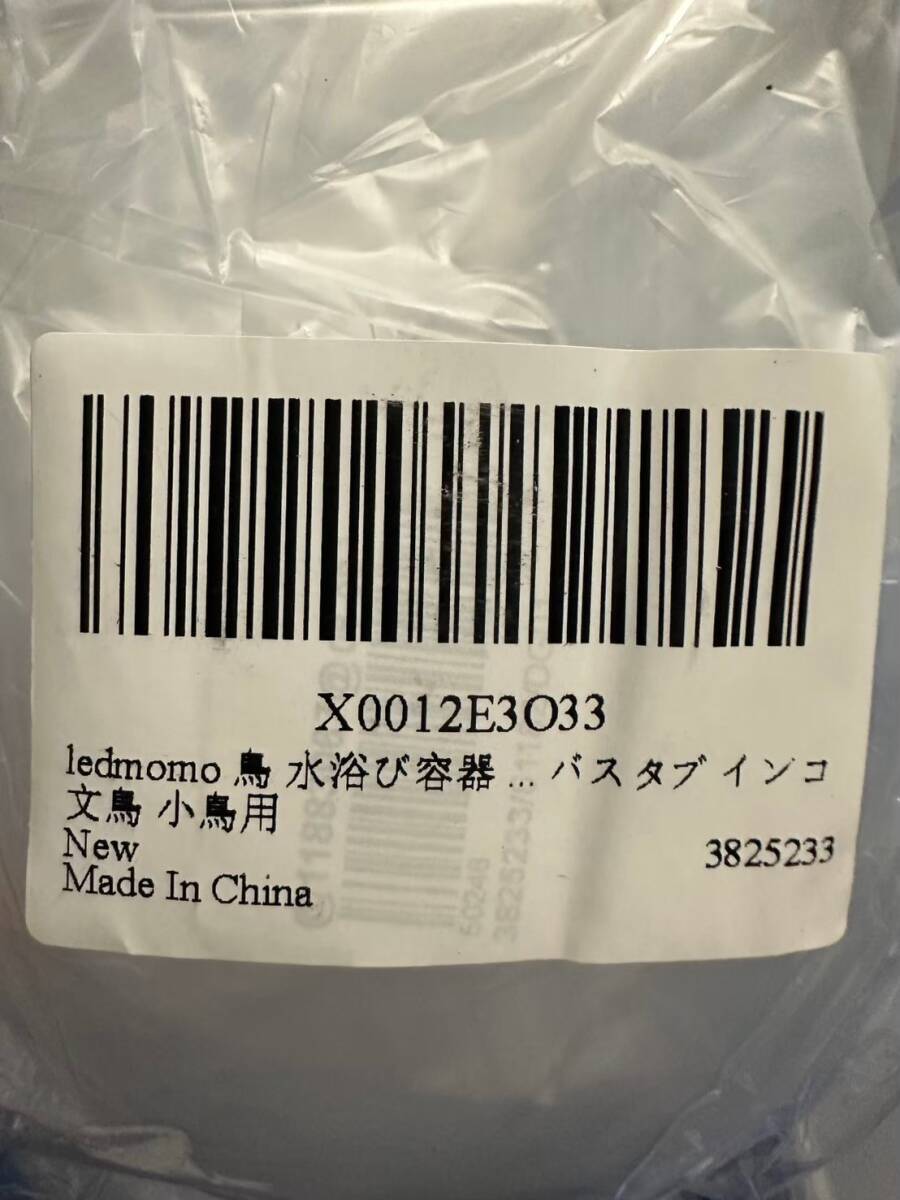 X0012E3O33
ledmomo 鳥 水浴び容器 ... バスタブ インコ
文鳥 小鳥用
New
3825233
Made In China
50248